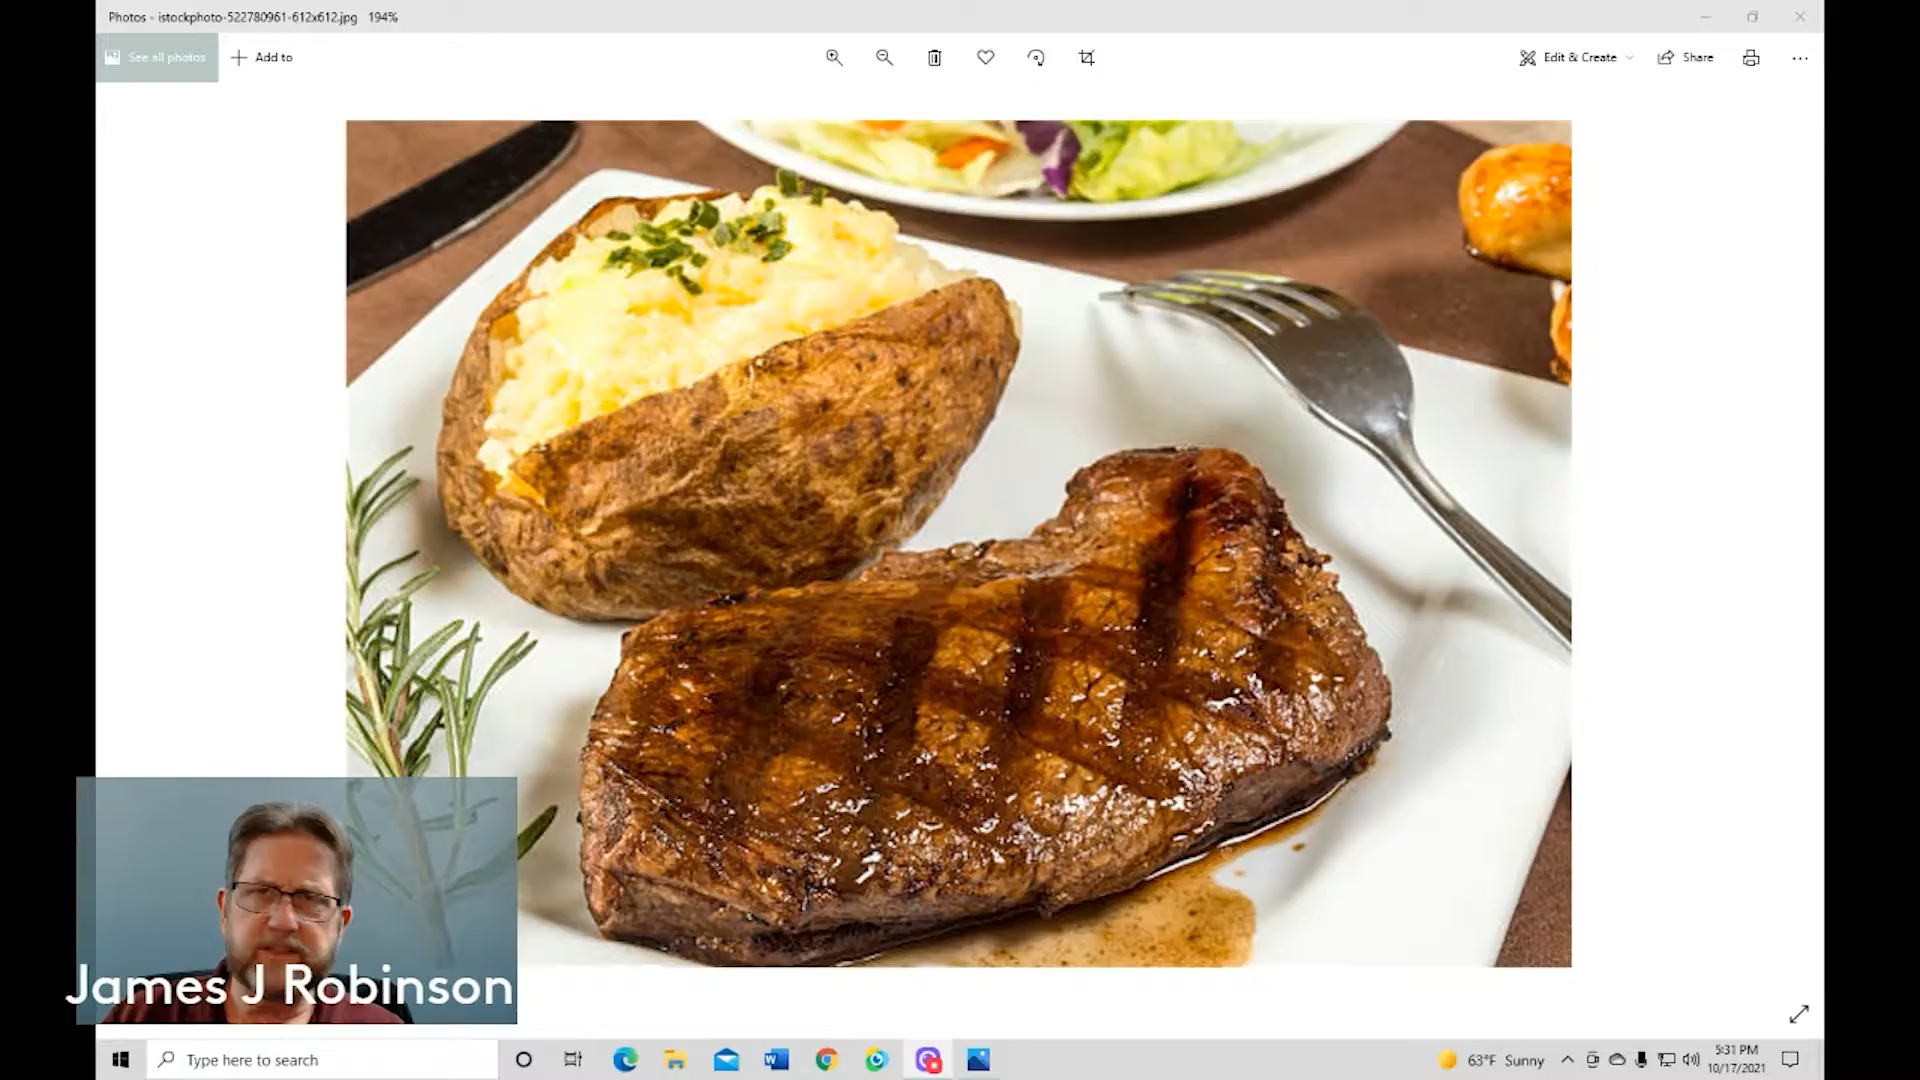 Photos - istockphoto-522780961-612x612.jpg 194%
See all photos
Add to
Edit & Create
Share
James J Robinson
Type here to search
63°F Sunny
5:31 PM
10/17/2021